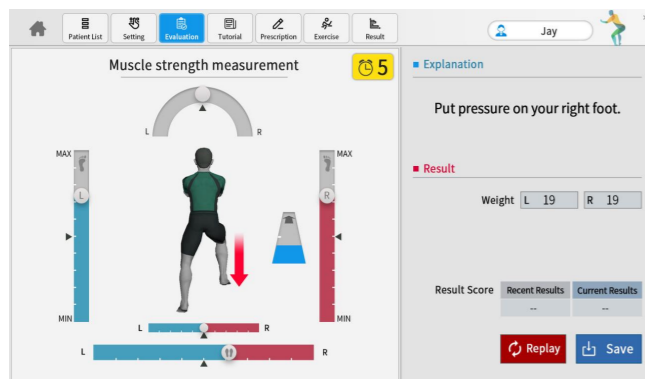 Patient List
Setting
Evaluation
Tutorial
Prescription
Exercise
Result
Jay
Muscle strength measurement
5
L
R
MAX
MAX
L
R
MIN
MIN
L
R
L
R
Explanation
Put pressure on your right foot.
Result
Weight L 19 R 19
Result Score Recent Results Current Results
-- --
Replay Save